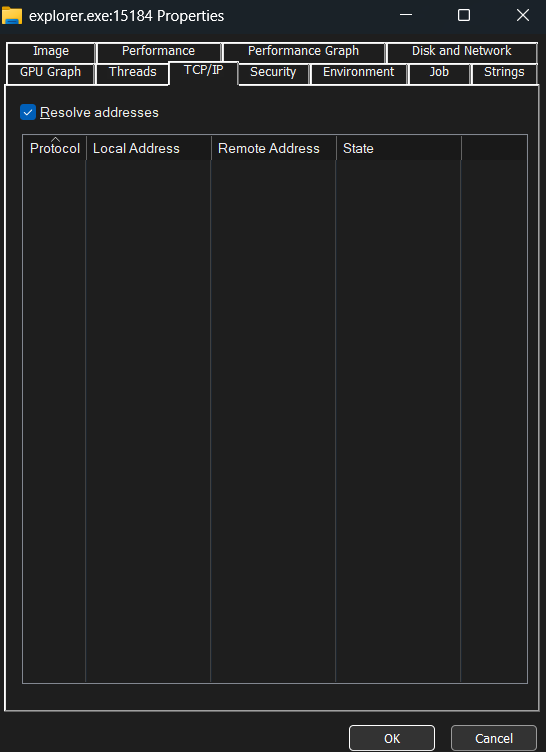 explorer.exe:15184 Properties
Image Performance Performance Graph Disk and Network
GPU Graph Threads TCP/IP Security Environment Job Strings
Resolve addresses
Protocol Local Address Remote Address State
OK Cancel